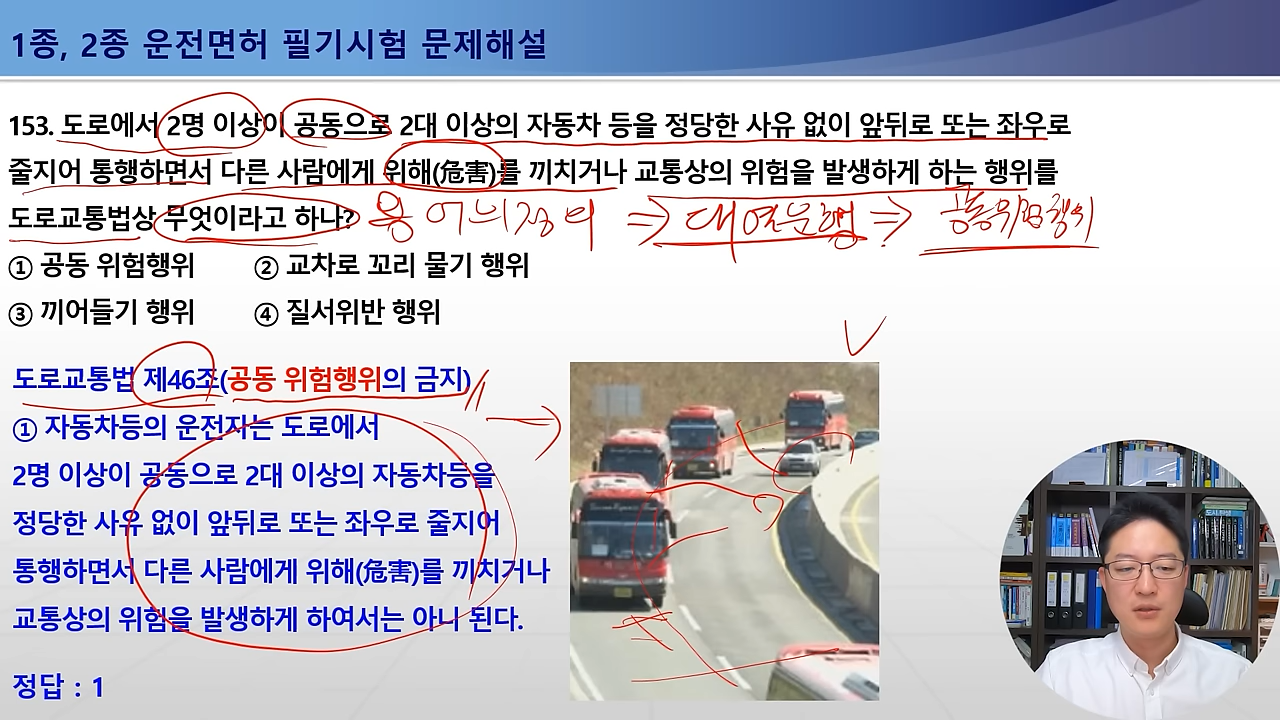 1종, 2종 운전면허 필기시험 문제해설
153. 도로에서 2명 이상이 공동으로 2대 이상의 자동차 등을 정당한 사유 없이 앞뒤로 또는 좌우로
줄지어 통행하면서 다른 사람에게 위해(危害)를 끼치거나 교통상의 위험을 발생하게 하는 행위를
도로교통법상 무엇이라고 하나?
용어의정의 ⇒ 대열운행 ⇒ 공동위험행위
① 공동 위험행위 ② 교차로 꼬리 물기 행위
③ 끼어들기 행위 ④ 질서위반 행위
도로교통법 제46조(공동 위험행위의 금지)
① 자동차등의 운전자는 도로에서
2명 이상이 공동으로 2대 이상의 자동차등을
정당한 사유 없이 앞뒤로 또는 좌우로 줄지어
통행하면서 다른 사람에게 위해(危害)를 끼치거나
교통상의 위험을 발생하게 하여서는 아니 된다.
정답 : 1